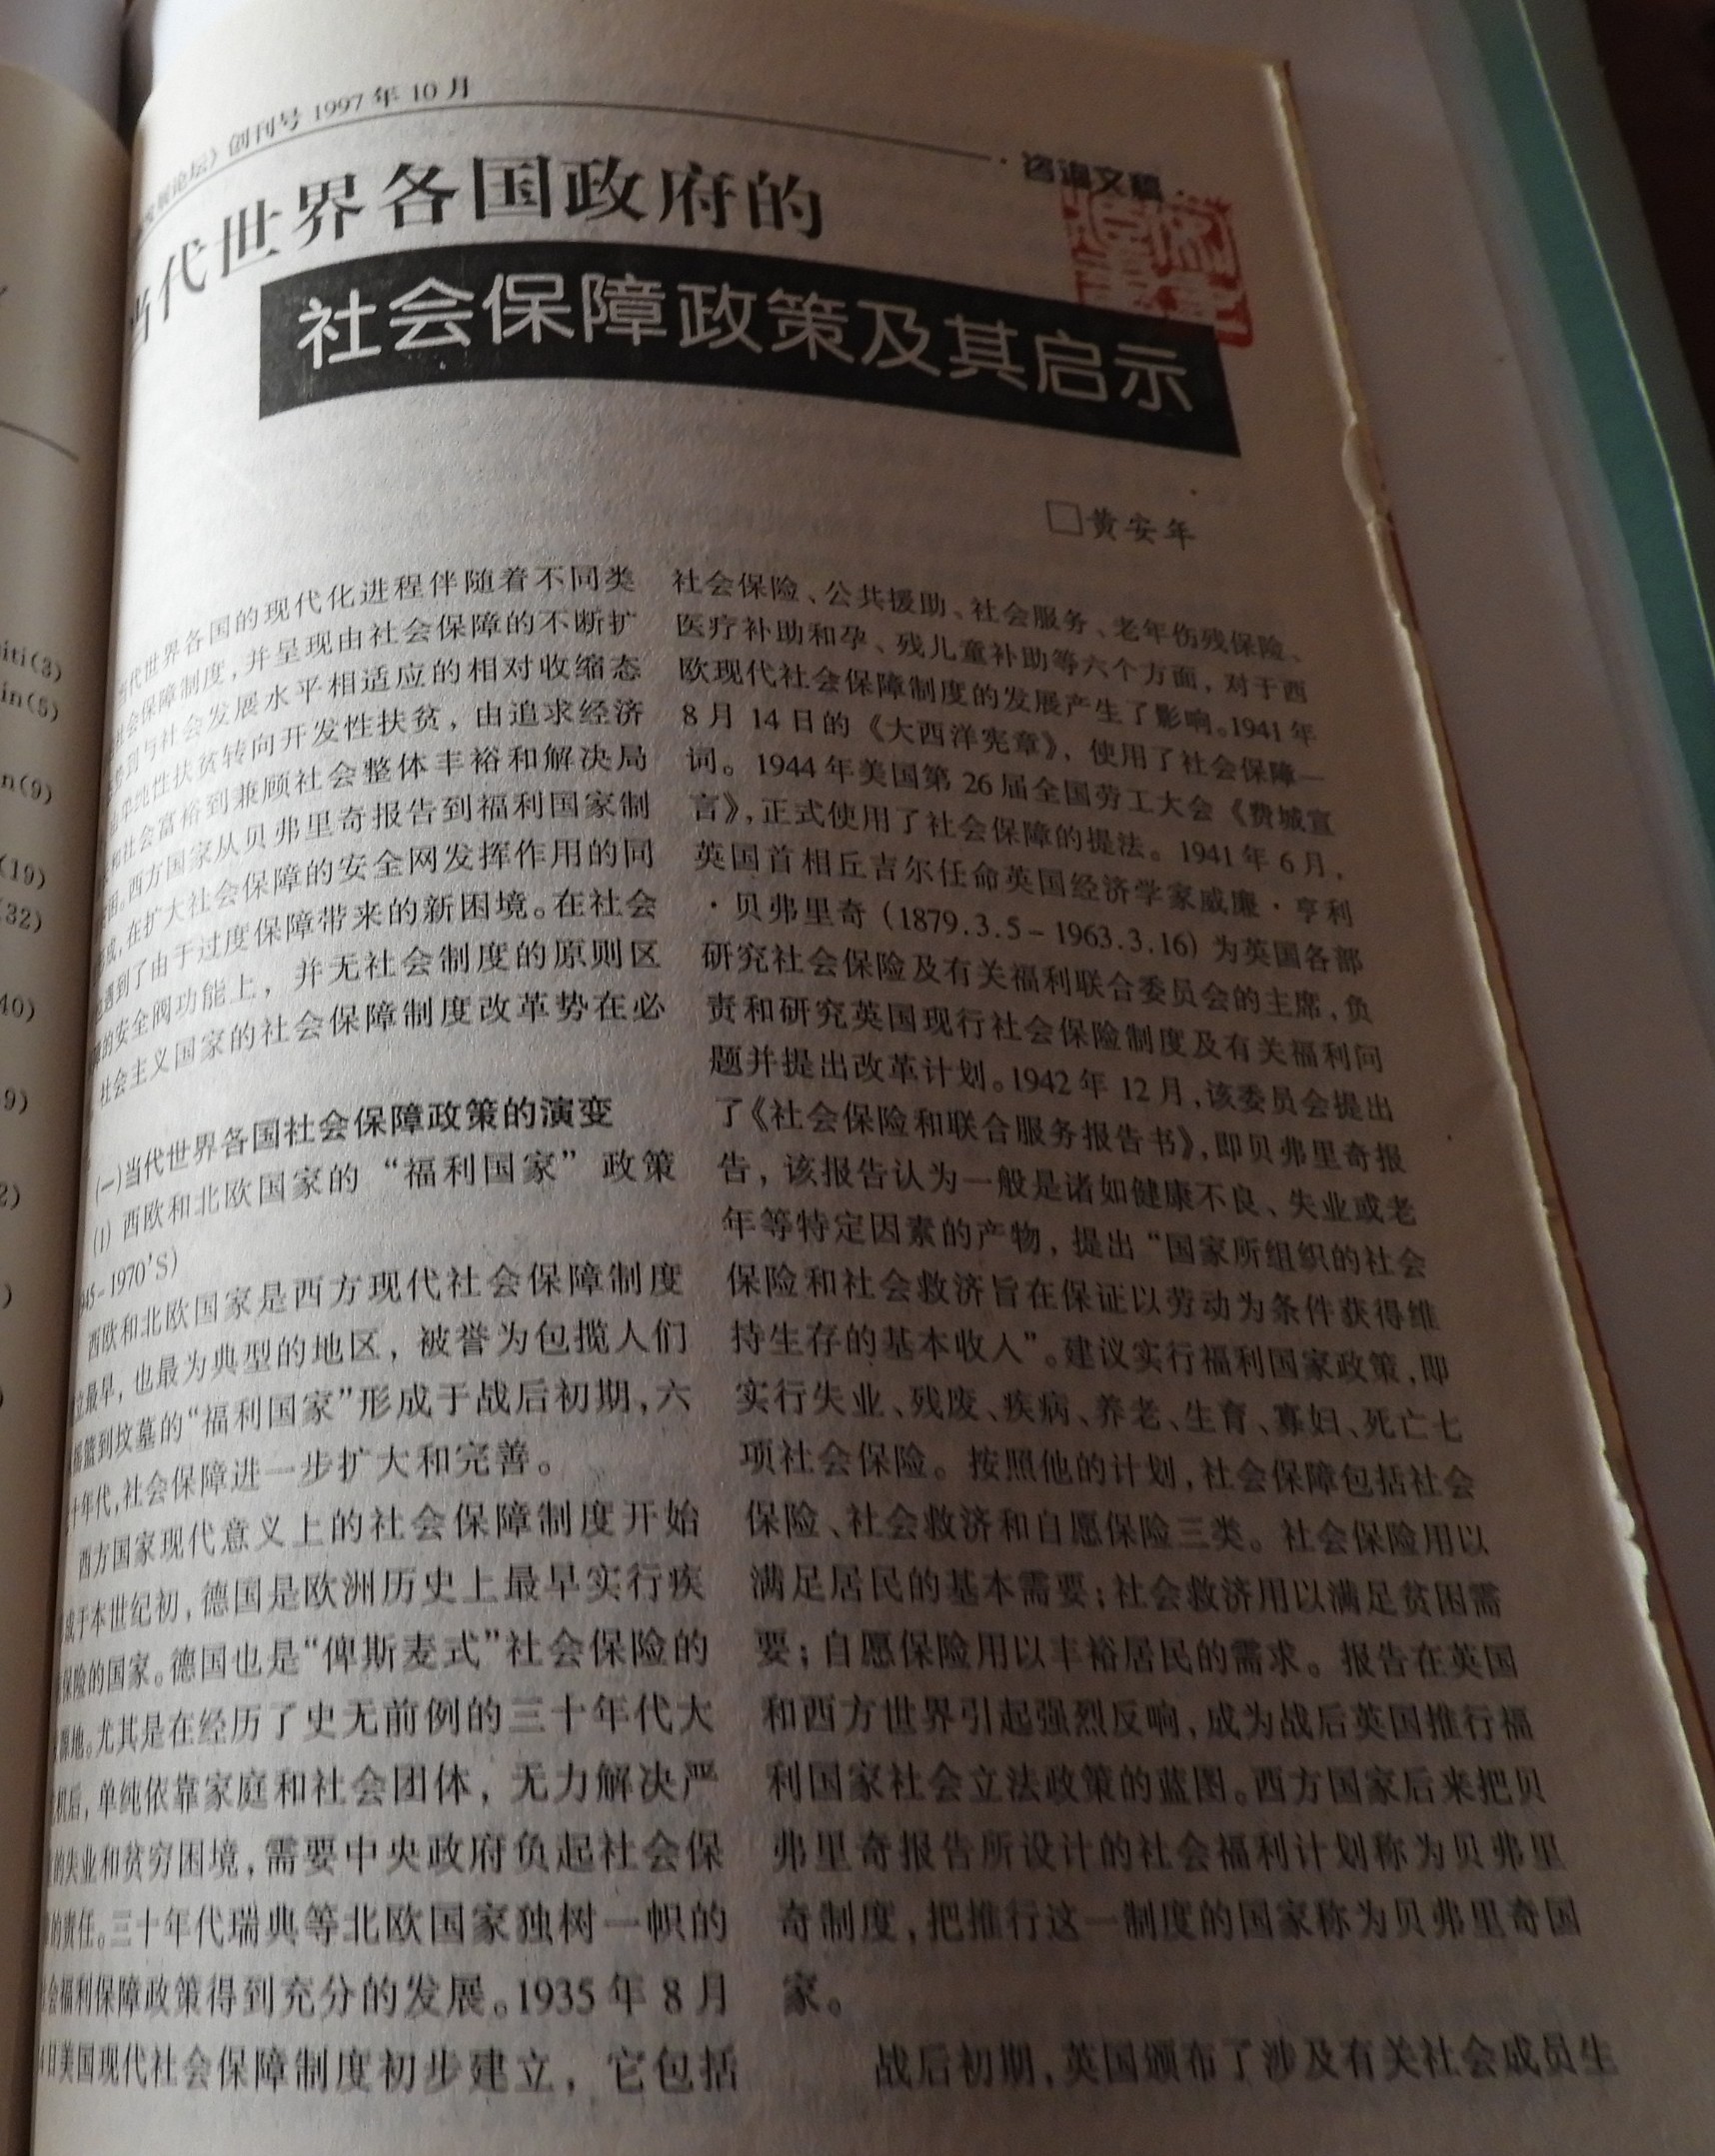 论坛》创刊号 1997年10月
·咨询文稿·
当代世界各国政府的
社会保障政策及其启示
□黄安年
当代世界各国的现代化进程伴随着不同类
社会保障制度，并呈现由社会保障的不断扩
到与社会发展水平相适应的相对收缩态
单纯性扶贫转向开发性扶贫，由追求经济
和社会富裕到兼顾社会整体丰裕和解决局
困。西方国家从贝弗里奇报告到福利国家制
成，在扩大社会保障的安全网发挥作用的同
遇到了由于过度保障带来的新困境。在社会
的安全阀功能上，并无社会制度的原则区
社会主义国家的社会保障制度改革势在必
(一)当代世界各国社会保障政策的演变
(1) 西欧和北欧国家的“福利国家”政策
45-1970'S)
西欧和北欧国家是西方现代社会保障制度
立最早，也最为典型的地区，被誉为包揽人们
摇篮到坟墓的“福利国家”形成于战后初期，六
十年代，社会保障进一步扩大和完善。
西方国家现代意义上的社会保障制度开始
成于本世纪初，德国是欧洲历史上最早实行疾
保险的国家。德国也是“俾斯麦式”社会保险的
源地。尤其是在经历了史无前例的三十年代大
机后，单纯依靠家庭和社会团体，无力解决严
的失业和贫穷困境，需要中央政府负起社会保
的责任。三十年代瑞典等北欧国家独树一帜的
会福利保障政策得到充分的发展。1935年8月
日美国现代社会保障制度初步建立，它包括
社会保险、公共援助、社会服务、老年伤残保险、
医疗补助和孕、残儿童补助等六个方面，对于西
欧现代社会保障制度的发展产生了影响。1941年
8月14日的《大西洋宪章》，使用了社会保障一
词。1944年美国第26届全国劳工大会《费城宣
言》，正式使用了社会保障的提法。1941年6月，
英国首相丘吉尔任命英国经济学家威廉·亨利
·贝弗里奇（1879.3.5-1963.3.16）为英国各部
研究社会保险及有关福利联合委员会的主席，负
责和研究英国现行社会保险制度及有关福利问
题并提出改革计划。1942年12月，该委员会提出
了《社会保险和联合服务报告书》，即贝弗里奇报
告，该报告认为一般是诸如健康不良、失业或老
年等特定因素的产物，提出“国家所组织的社会
保险和社会救济旨在保证以劳动为条件获得维
持生存的基本收入”。建议实行福利国家政策，即
实行失业、残废、疾病、养老、生育、寡妇、死亡七
项社会保险。按照他的计划，社会保障包括社会
保险、社会救济和自愿保险三类。社会保险用以
满足居民的基本需要；社会救济用以满足贫困需
要；自愿保险用以丰裕居民的需求。报告在英国
和西方世界引起强烈反响，成为战后英国推行福
利国家社会立法政策的蓝图。西方国家后来把贝
弗里奇报告所设计的社会福利计划称为贝弗里
奇制度，把推行这一制度的国家称为贝弗里奇国
家。
战后初期，英国颁布了涉及有关社会成员生
iti(3)
in(5)
n(9)
(19)
(32)
40)
9)
2)
)